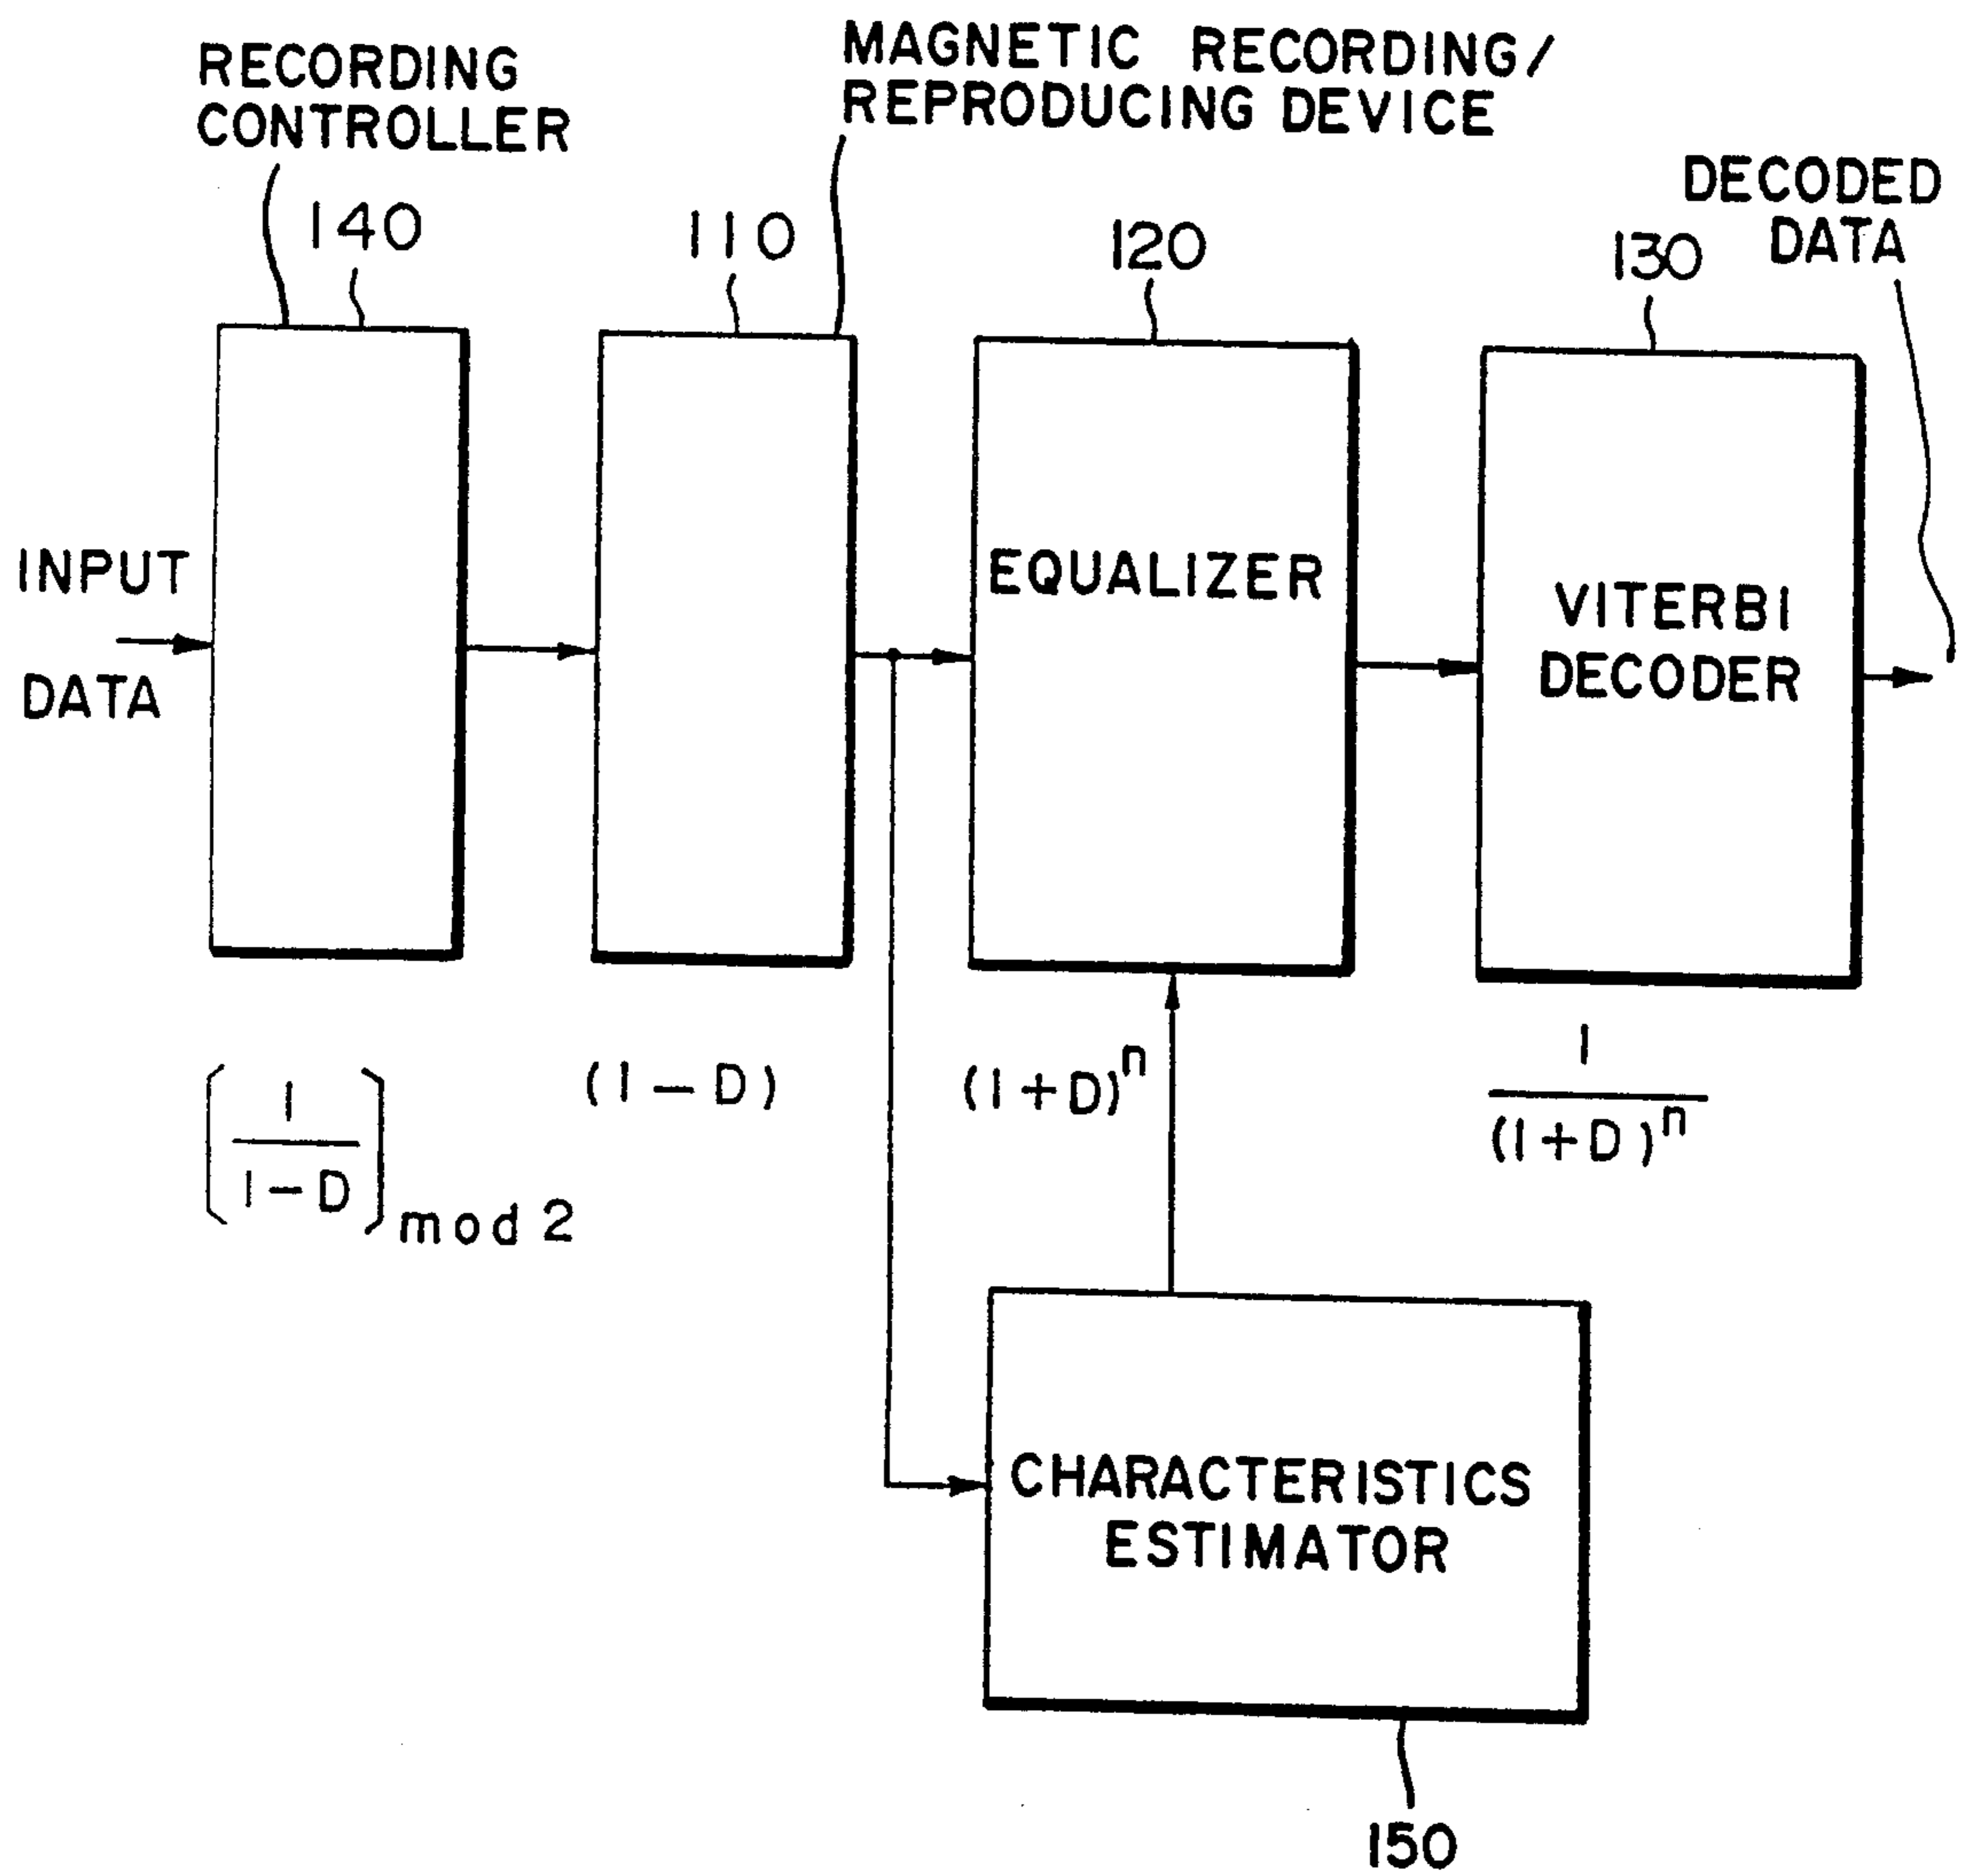 RECORDING
CONTROLLER
MAGNETIC RECORDING/
REPRODUCING DEVICE
DECODED
DATA
140
110
120
130
INPUT
DATA
EQUALIZER
VITERBI
DECODER
[1/(1-D)] mod 2
(1-D)
(1+D)^n
1/(1+D)^n
CHARACTERISTICS
ESTIMATOR
150